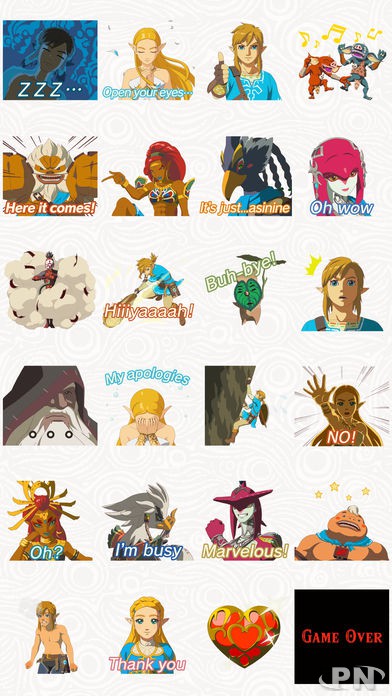 Z Z Z...
Open your eyes...
Here it comes!
It's just...asinine
Oh wow
Hiiiyaaaah!
Buh-bye!
My apologies
NO!
Oh?
I'm busy
Marvelous!
Thank you
GAME OVER
PN